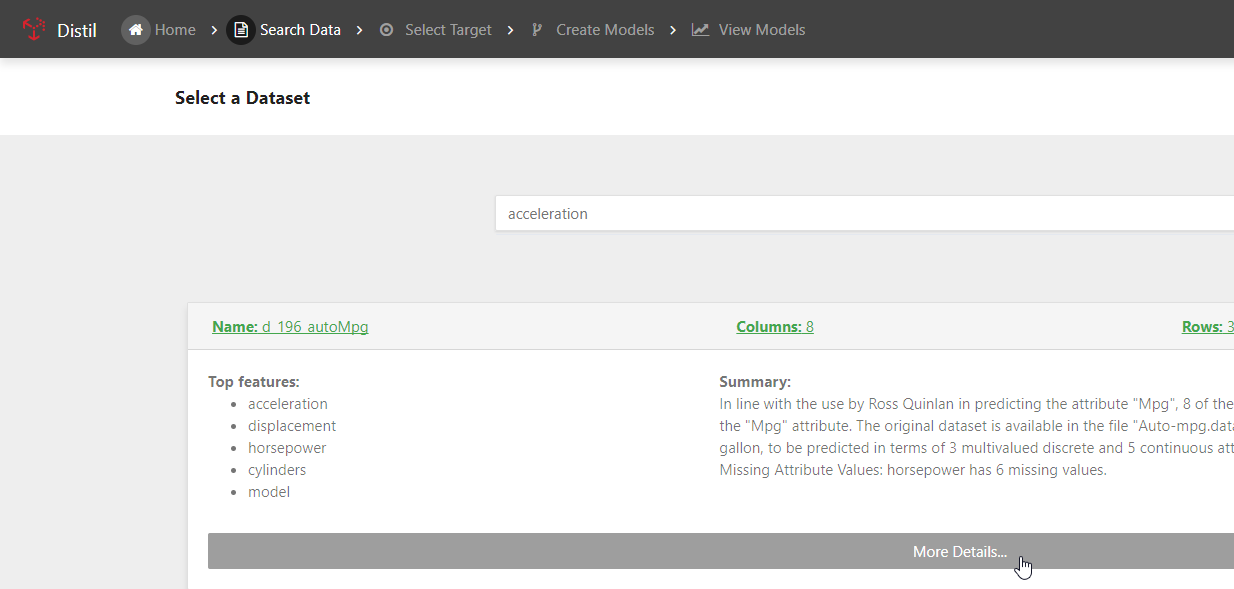 Distil Home Search Data Select Target Create Models View Models
Select a Dataset
acceleration
Name: d_196_autoMpg Columns: 8 Rows: 3
Top features:
acceleration
displacement
horsepower
cylinders
model
Summary:
In line with the use by Ross Quinlan in predicting the attribute "Mpg", 8 of the
the "Mpg" attribute. The original dataset is available in the file "Auto-mpg.data
gallon, to be predicted in terms of 3 multivalued discrete and 5 continuous att
Missing Attribute Values: horsepower has 6 missing values.
More Details...